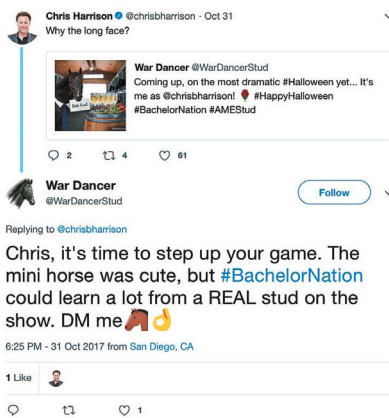 Chris Harrison @chrisbharrison · Oct 31
Why the long face?
War Dancer @WarDancerStud
Coming up, on the most dramatic #Halloween yet... It's
me as @chrisbharrison! 🌹 #HappyHalloween
#BachelorNation #AMEStud
2 4 61
War Dancer
@WarDancerStud
Follow
Replying to @chrisbharrison
Chris, it's time to step up your game. The
mini horse was cute, but #BachelorNation
could learn a lot from a REAL stud on the
show. DM me🐴👌
6:25 PM - 31 Oct 2017 from San Diego, CA
1 Like
1